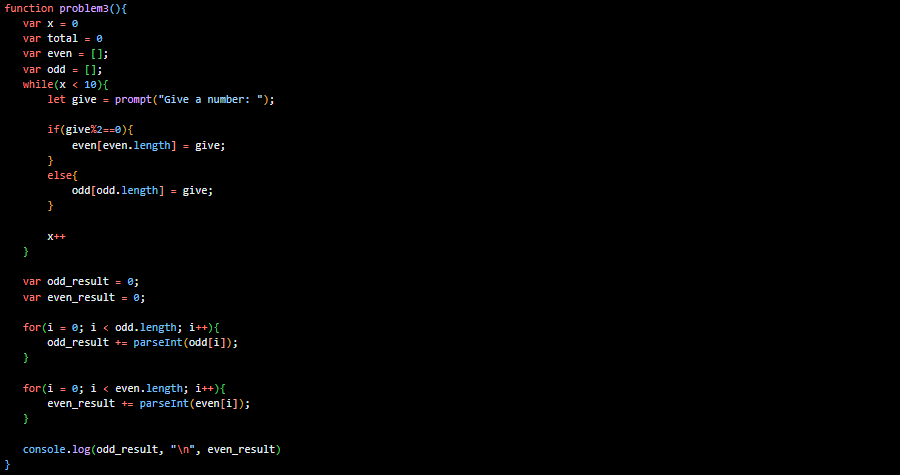 function problem3(){
   var x = 0
   var total = 0
   var even = [];
   var odd = [];
   while(x < 10){
       let give = prompt("Give a number: ");

       if(give%2==0){
           even[even.length] = give;
       }
       else{
           odd[odd.length] = give;
       }

       x++
   }

   var odd_result = 0;
   var even_result = 0;

   for(i = 0; i < odd.length; i++){
       odd_result += parseInt(odd[i]);
   }

   for(i = 0; i < even.length; i++){
       even_result += parseInt(even[i]);
   }

   console.log(odd_result, "\n", even_result)
}